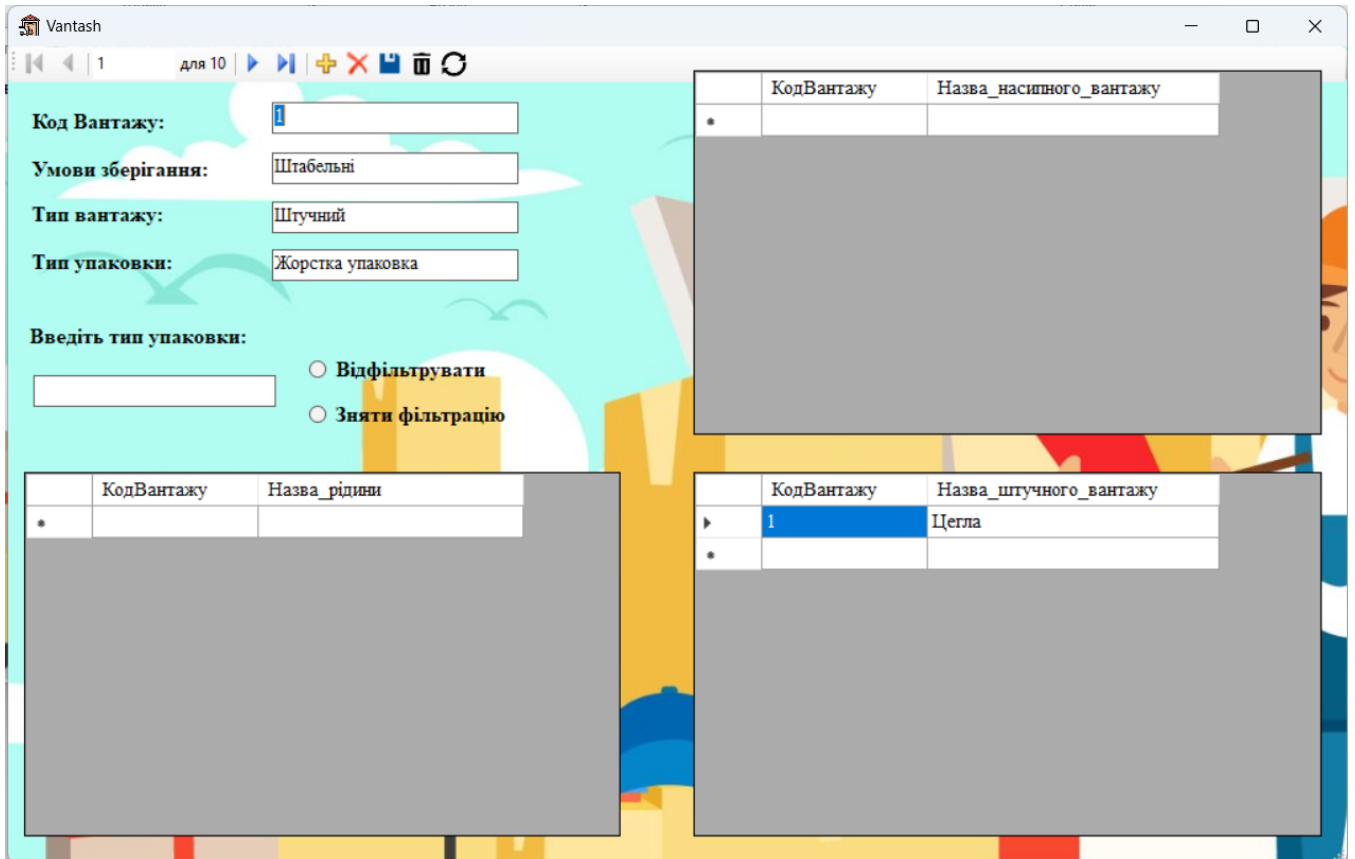 Vantash
1 для 10
Код Вантажу: 1
Умови зберігання: Штабельні
Тип вантажу: Штучний
Тип упаковки: Жорстка упаковка
Введіть тип упаковки:
Відфільтрувати
Зняти фільтрацію
КодВантажу Назва_насипного_вантажу
КодВантажу Назва_рідини
КодВантажу Назва_штучного_вантажу
1 Цегла